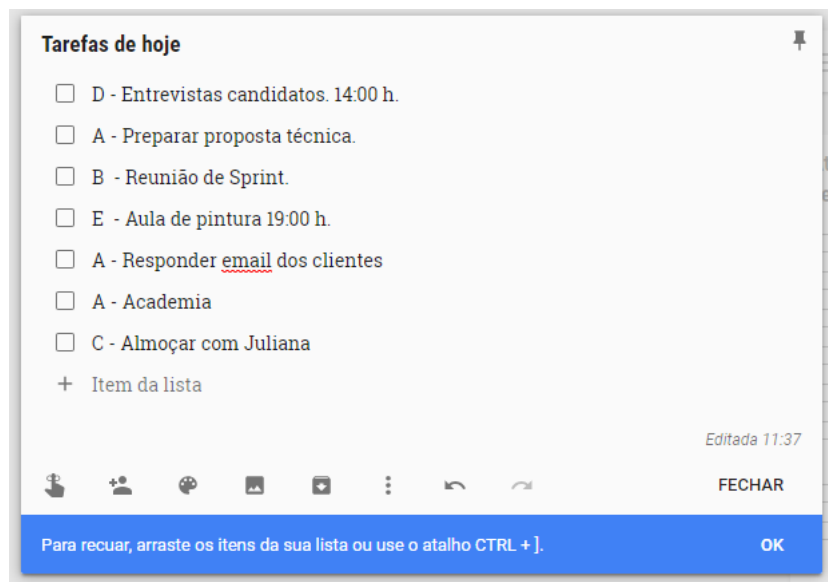 Tarefas de hoje
D - Entrevistas candidatos. 14:00 h.
A - Preparar proposta técnica.
B  - Reunião de Sprint.
E  - Aula de pintura 19:00 h.
A - Responder email dos clientes
A - Academia
C - Almoçar com Juliana
+ Item da lista
Editada 11:37
FECHAR
Para recuar, arraste os itens da sua lista ou use o atalho CTRL + ]. OK